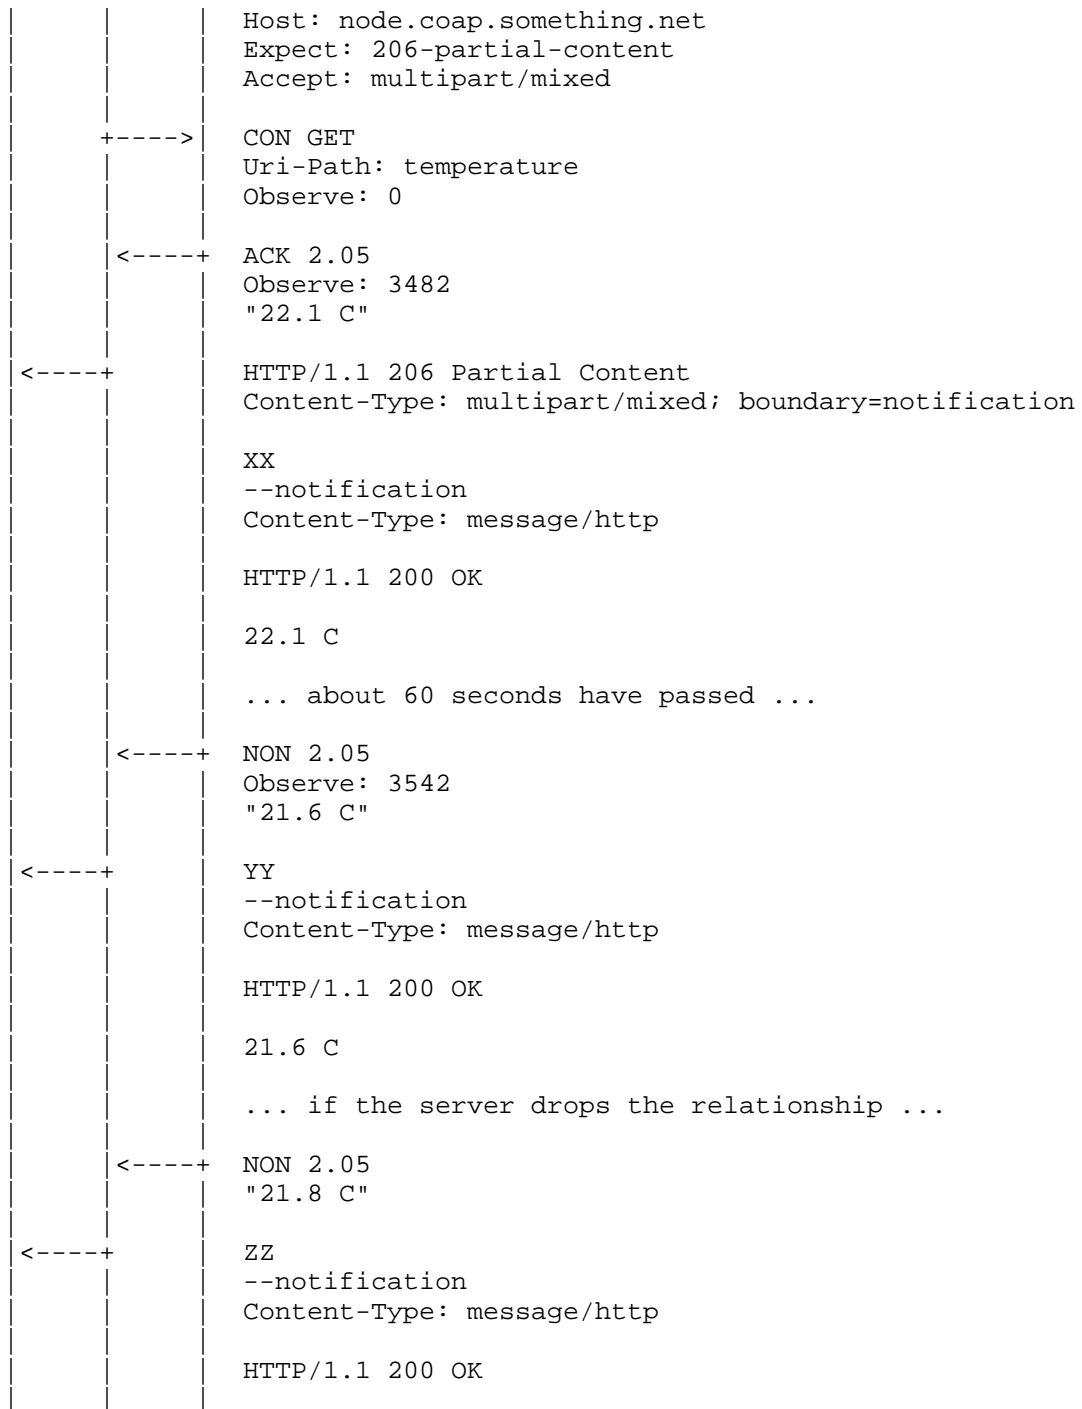 Host: node.coap.something.net
Expect: 206-partial-content
Accept: multipart/mixed
+----> CON GET
Uri-Path: temperature
Observe: 0
<----+ ACK 2.05
Observe: 3482
"22.1 C"
<----+ HTTP/1.1 206 Partial Content
Content-Type: multipart/mixed; boundary=notification
XX
--notification
Content-Type: message/http
HTTP/1.1 200 OK
22.1 C
... about 60 seconds have passed ...
<----+ NON 2.05
Observe: 3542
"21.6 C"
<----+ YY
--notification
Content-Type: message/http
HTTP/1.1 200 OK
21.6 C
... if the server drops the relationship ...
<----+ NON 2.05
"21.8 C"
<----+ ZZ
--notification
Content-Type: message/http
HTTP/1.1 200 OK